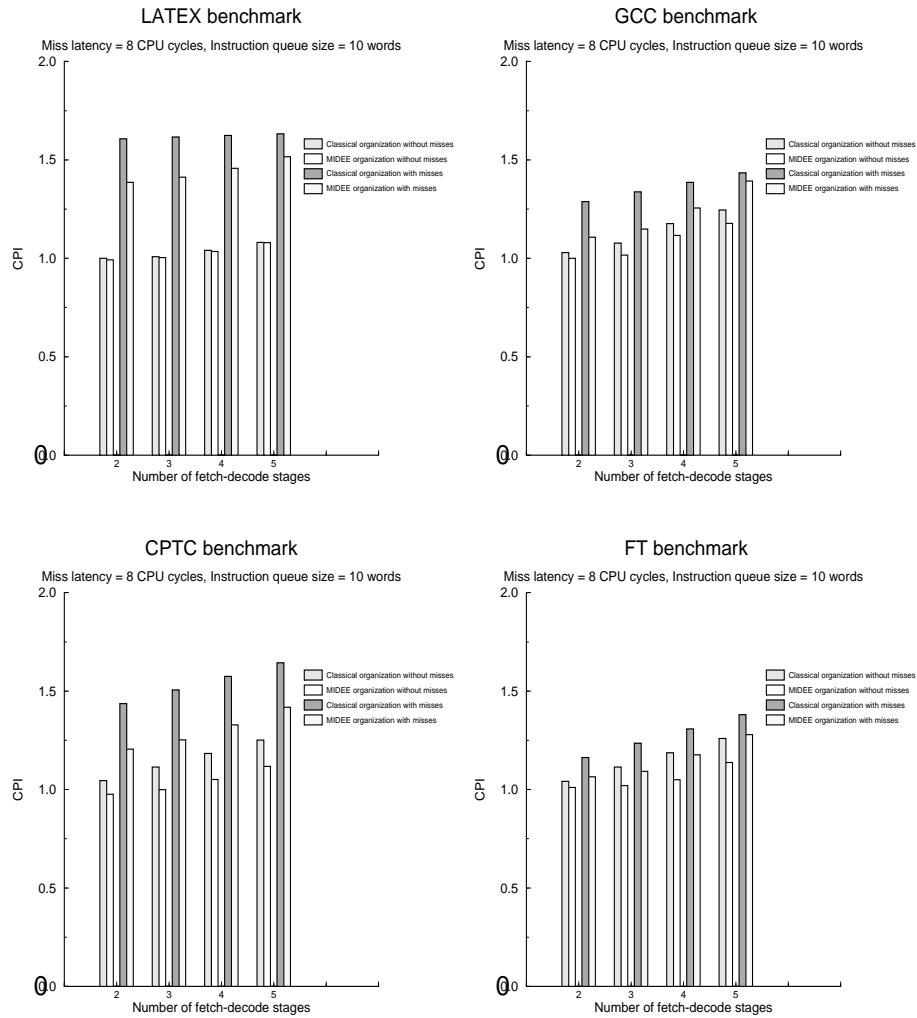 LATEX benchmark
Miss latency = 8 CPU cycles, Instruction queue size = 10 words
2.0
1.5
1.0
0.5
0.0
0
CPI
Classical organization without misses
MIDEE organization without misses
Classical organization with misses
MIDEE organization with misses
2 3 4 5
Number of fetch-decode stages
GCC benchmark
Miss latency = 8 CPU cycles, Instruction queue size = 10 words
2.0
1.5
1.0
0.5
0.0
0
CPI
Classical organization without misses
MIDEE organization without misses
Classical organization with misses
MIDEE organization with misses
2 3 4 5
Number of fetch-decode stages
CPTC benchmark
Miss latency = 8 CPU cycles, Instruction queue size = 10 words
2.0
1.5
1.0
0.5
0.0
0
CPI
Classical organization without misses
MIDEE organization without misses
Classical organization with misses
MIDEE organization with misses
2 3 4 5
Number of fetch-decode stages
FT benchmark
Miss latency = 8 CPU cycles, Instruction queue size = 10 words
2.0
1.5
1.0
0.5
0.0
0
CPI
Classical organization without misses
MIDEE organization without misses
Classical organization with misses
MIDEE organization with misses
2 3 4 5
Number of fetch-decode stages